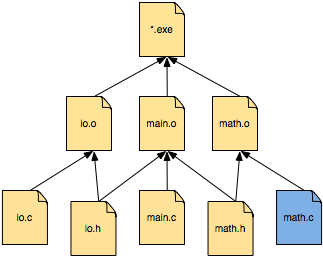 *.exe
io.o
main.o
math.o
io.c
io.h
main.c
math.h
math.c